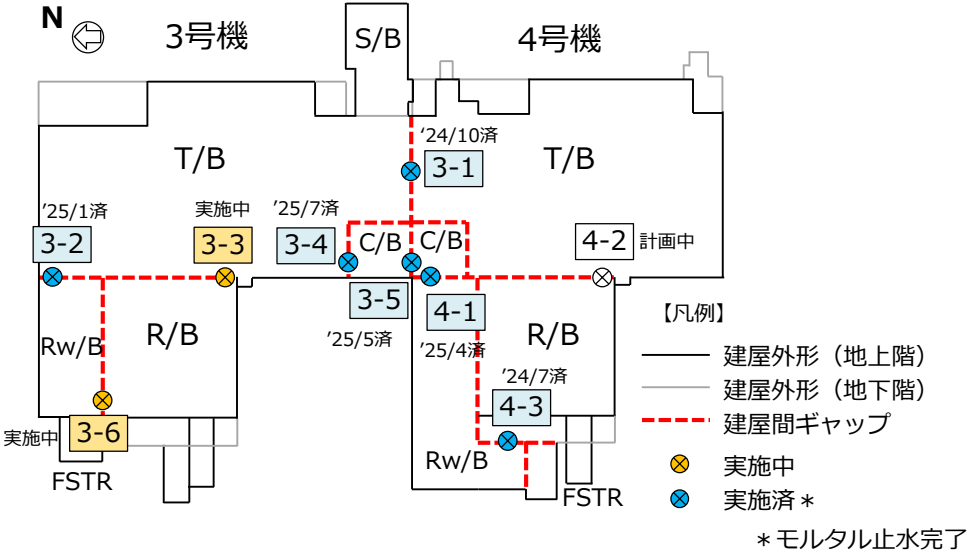 N
3号機
S/B
4号機
'24/10済
3-1
T/B
T/B
'25/1済
3-2
実施中
3-3
'25/7済
3-4
C/B
C/B
4-2 計画中
3-5
'25/5済
4-1
'25/4済
Rw/B
R/B
R/B
'24/7済
4-3
実施中
3-6
FSTR
Rw/B
FSTR
【凡例】
建屋外形（地上階）
建屋外形（地下階）
建屋間ギャップ
実施中
実施済＊
＊モルタル止水完了